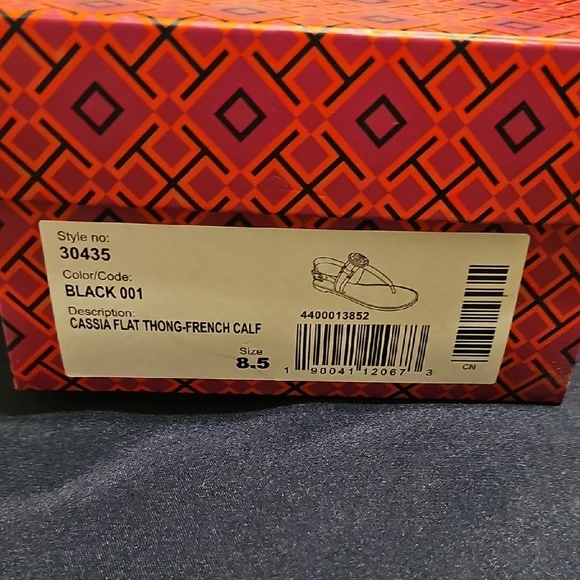 Style no:
30435
Color/Code:
BLACK 001
Description:
CASSIA FLAT THONG-FRENCH CALF
Size
8.5
4400013852
1 90041 12067 3
CN